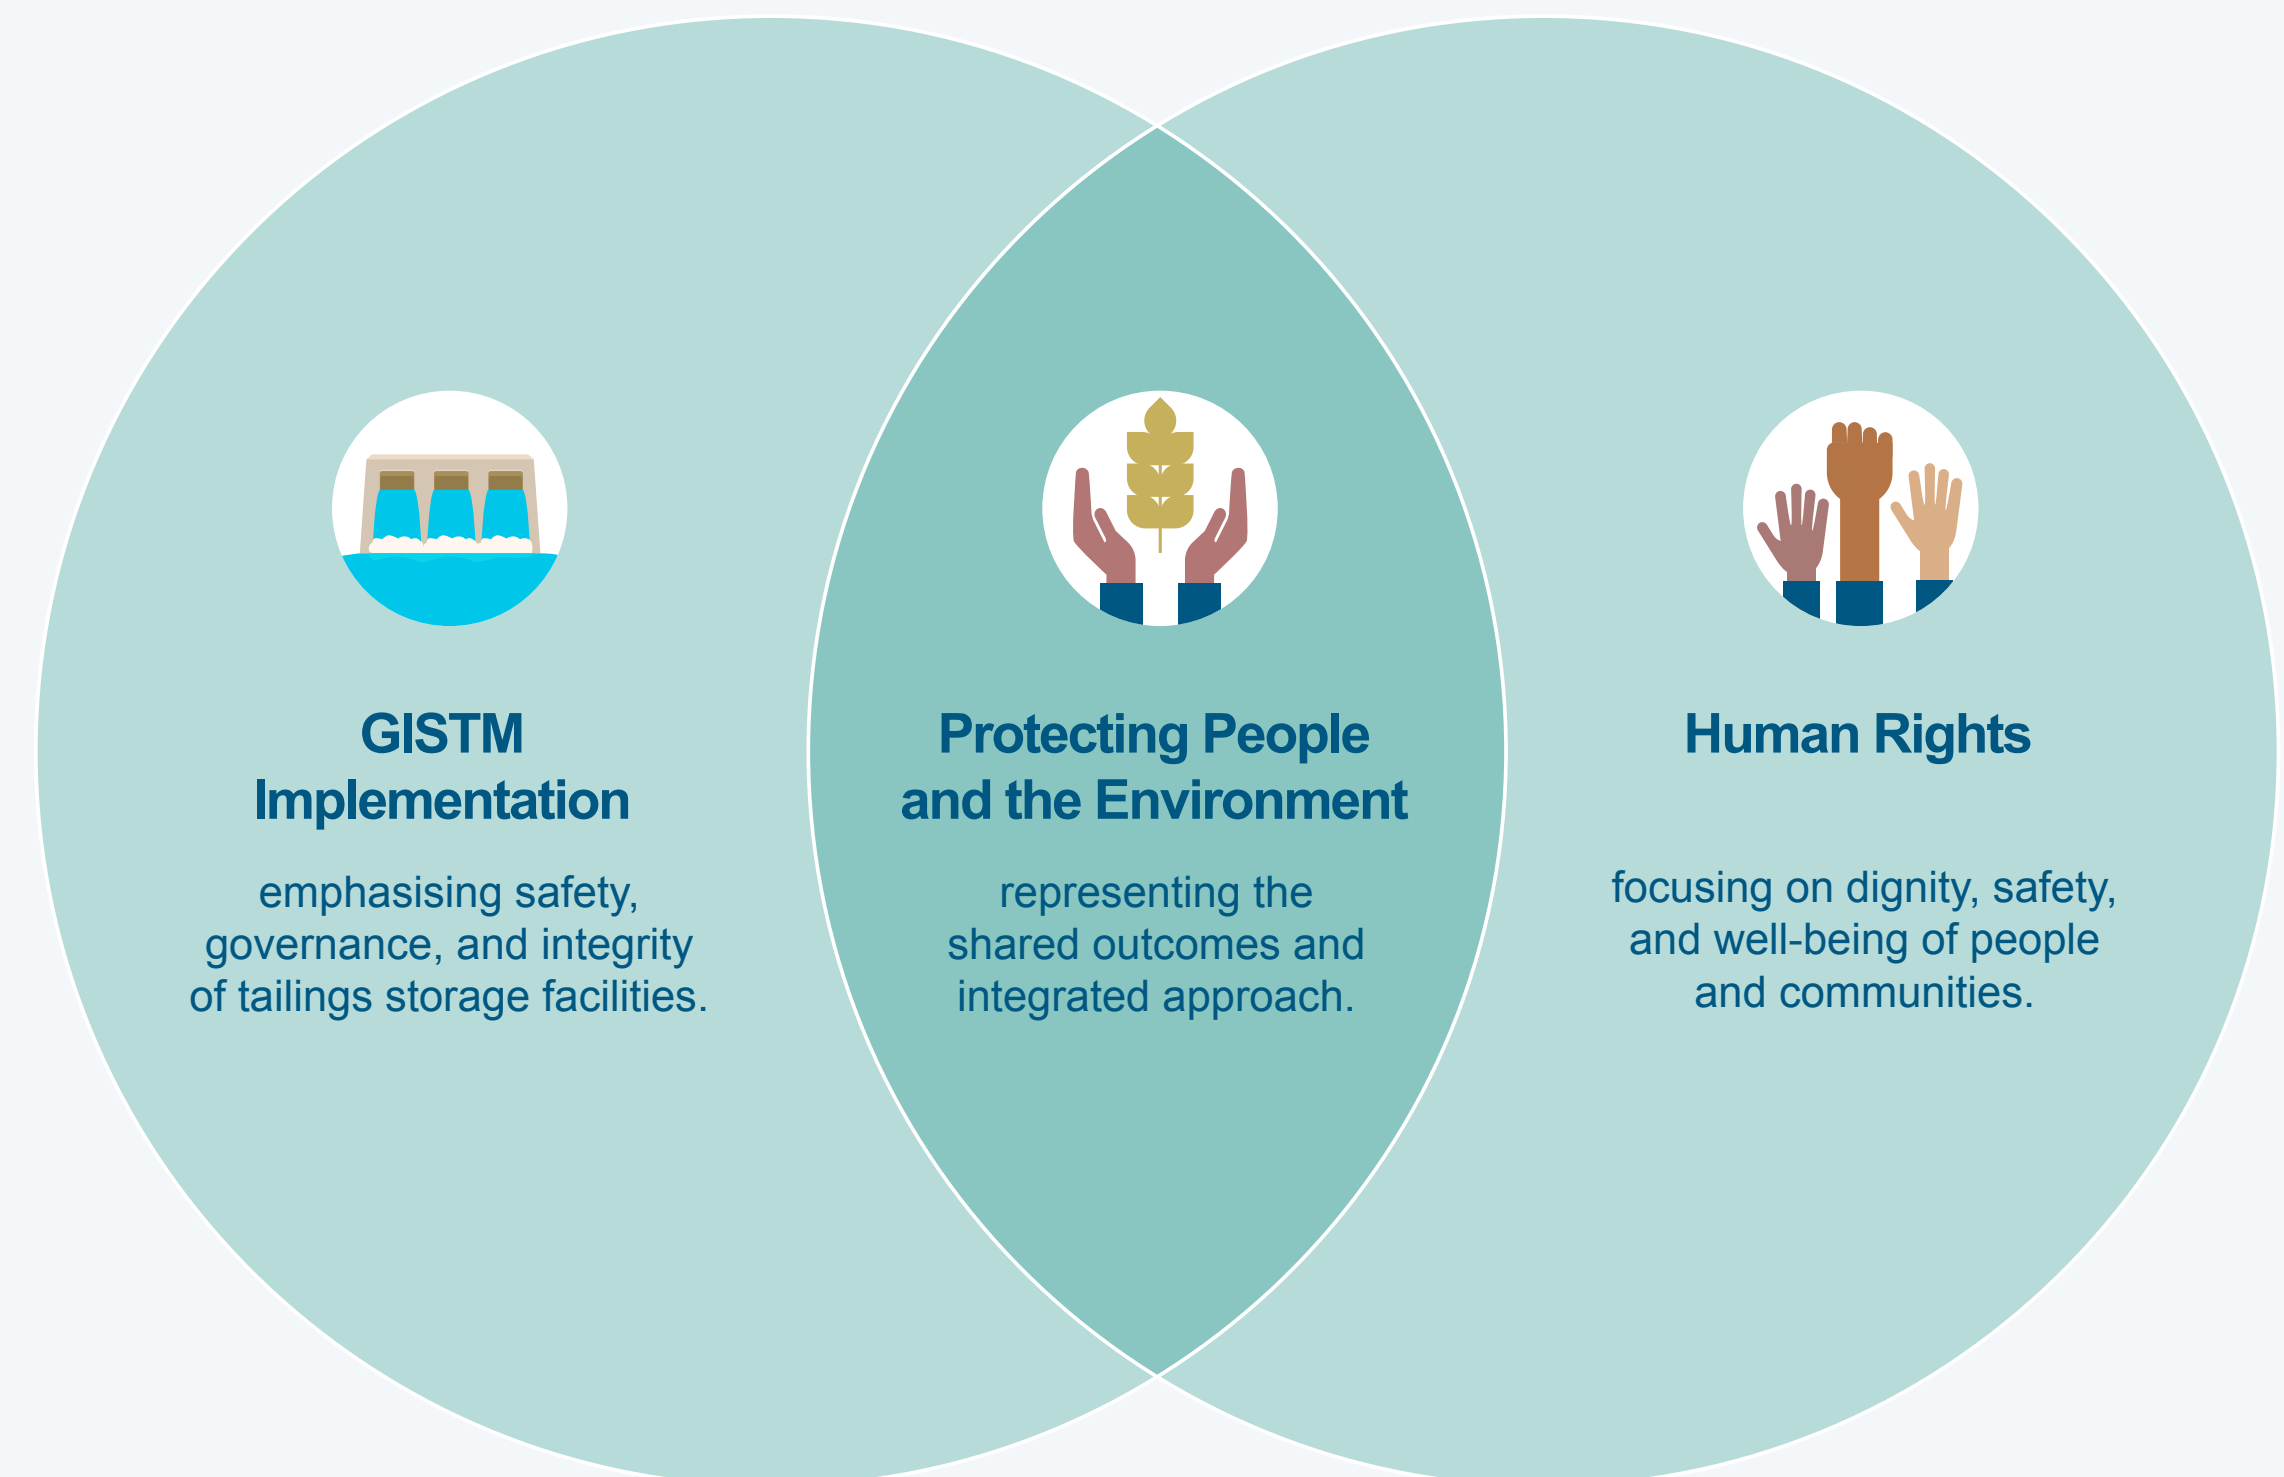 GISTM
Implementation
emphasising safety,
governance, and integrity
of tailings storage facilities.
Protecting People
and the Environment
representing the
shared outcomes and
integrated approach.
Human Rights
focusing on dignity, safety,
and well-being of people
and communities.